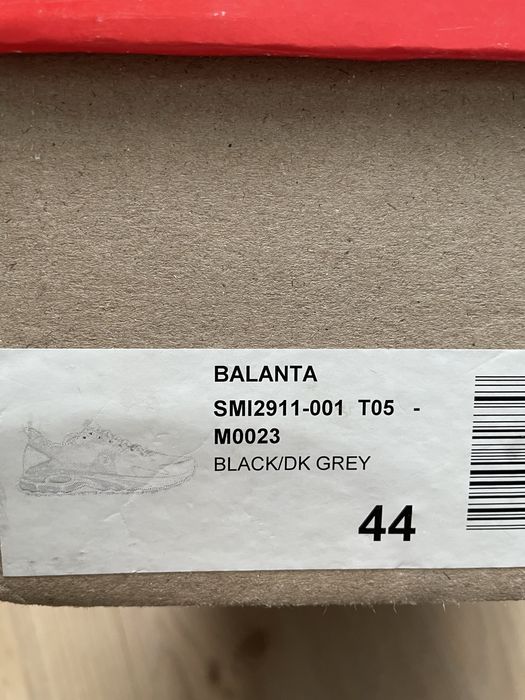 BALANTA
SMI2911-001 T05 -
M0023
BLACK/DK GREY
44